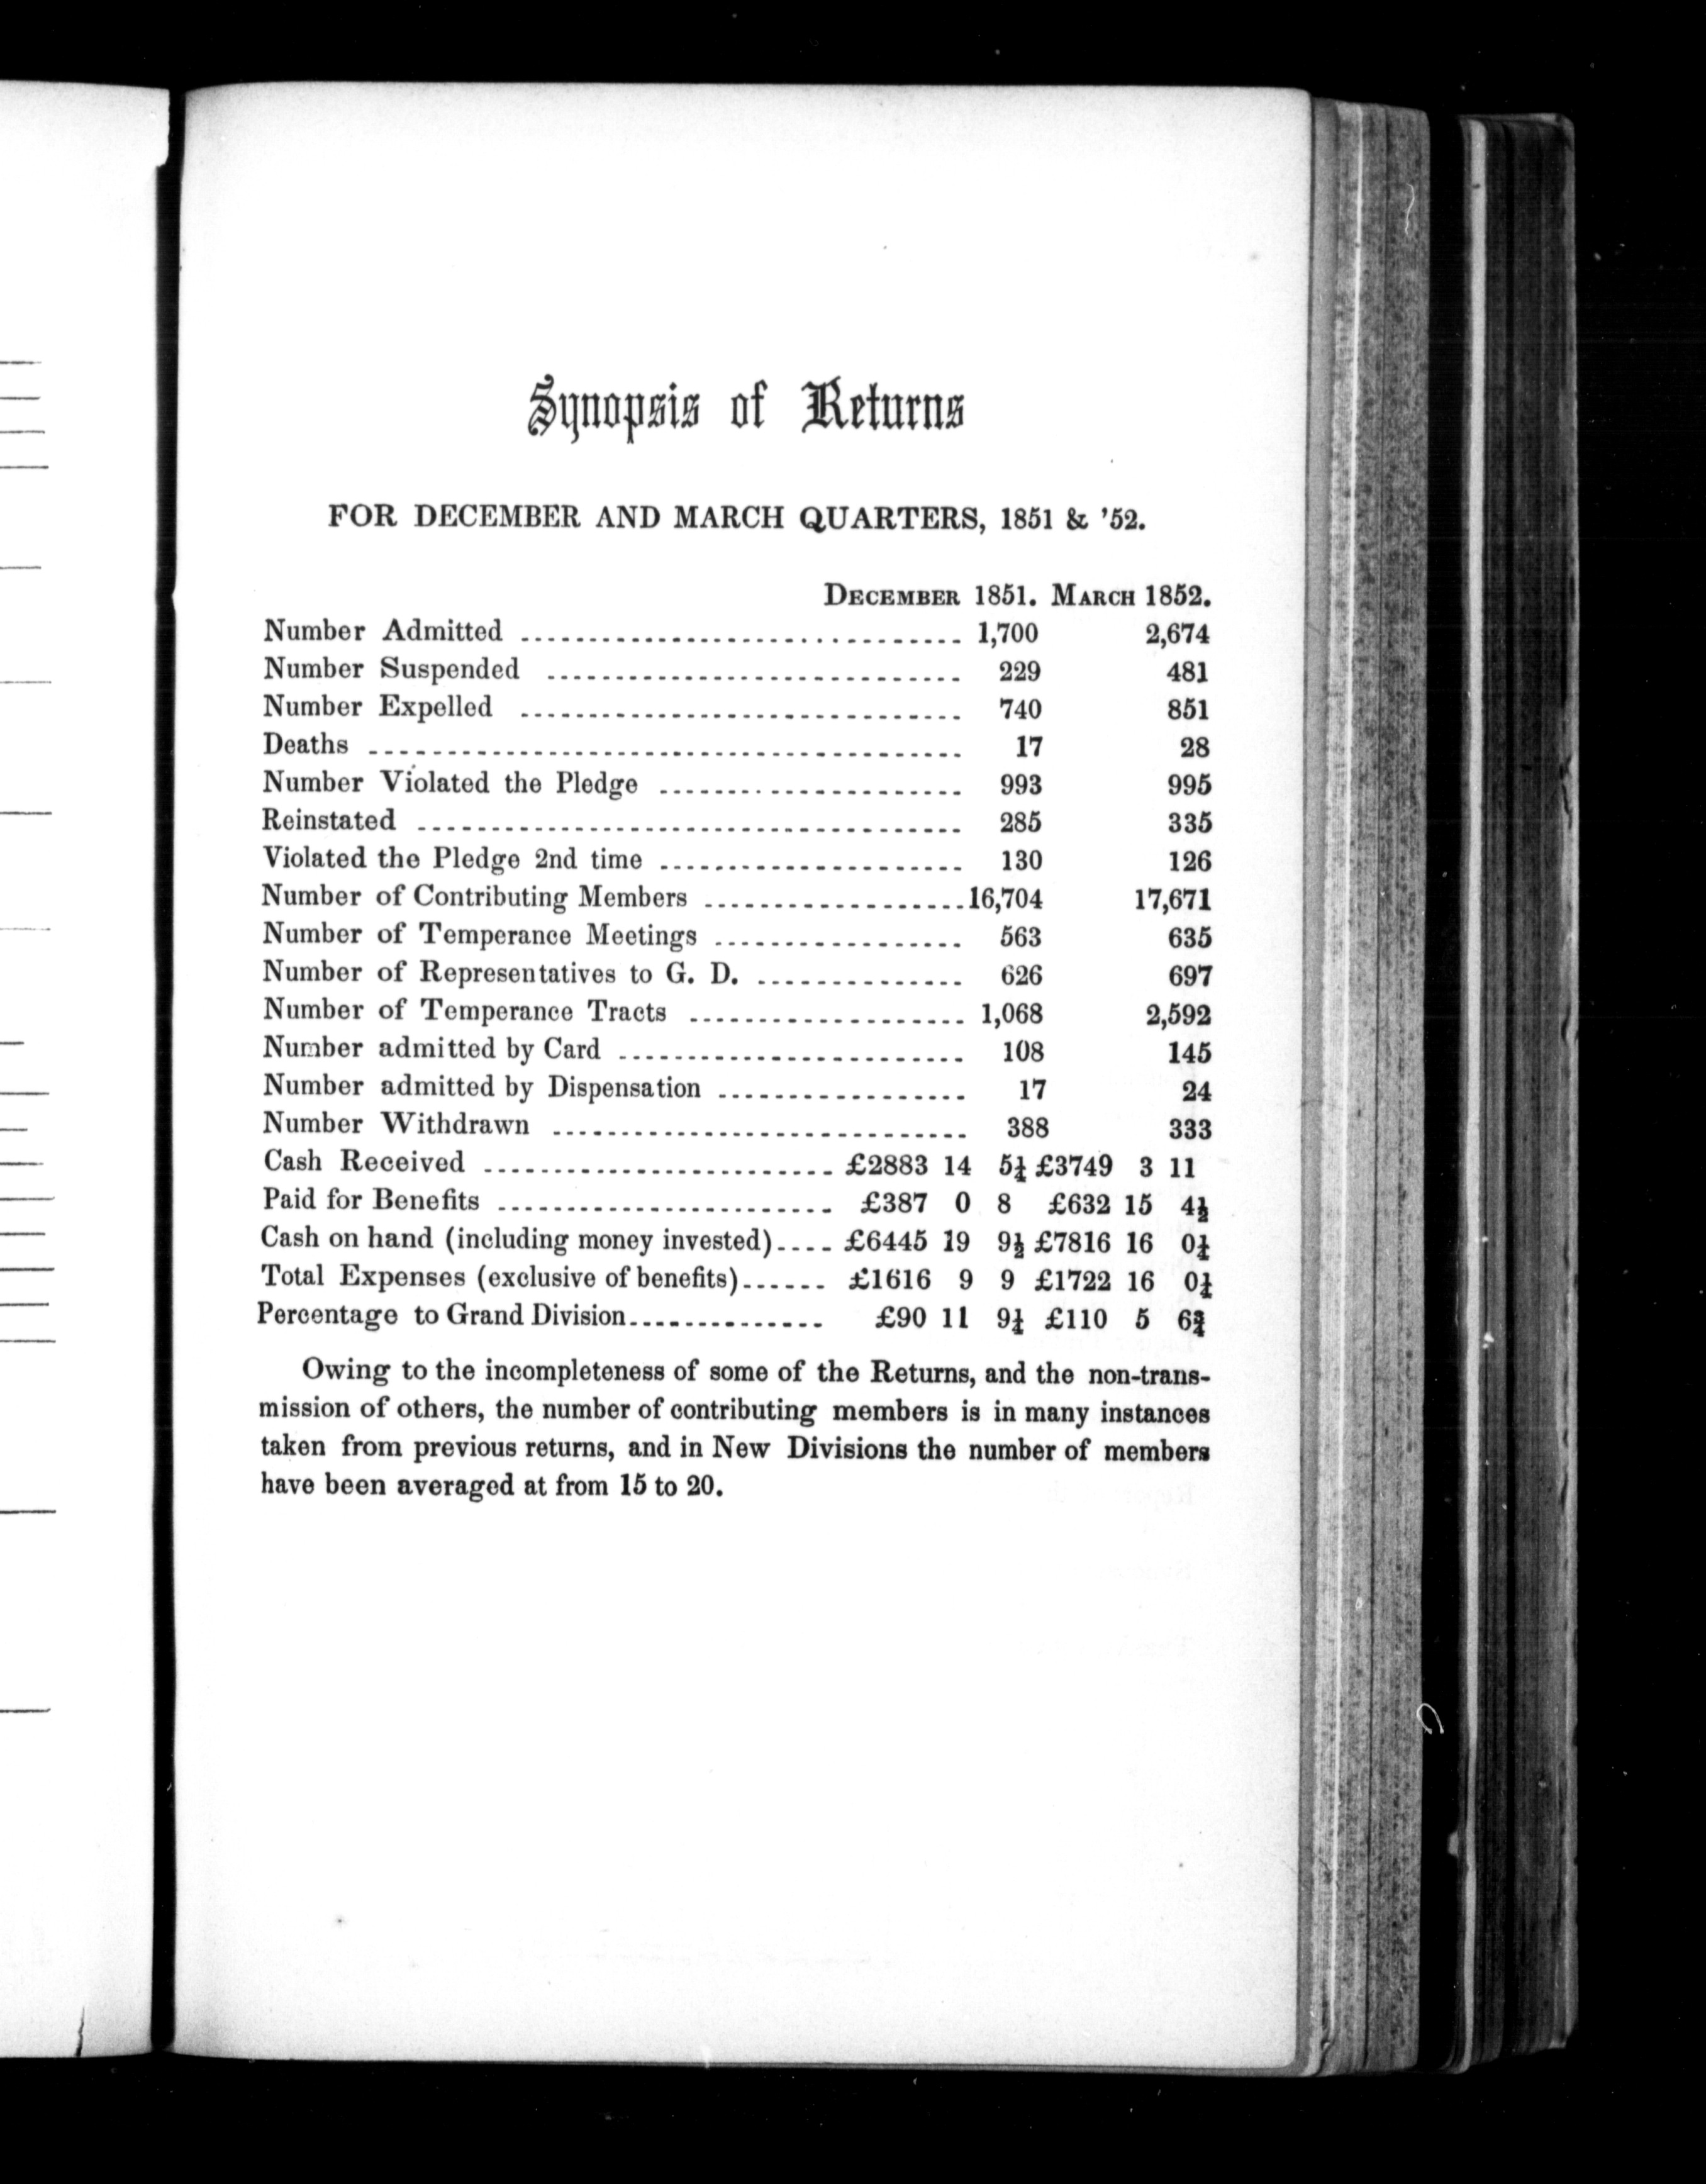 Synopsis of Returns
FOR DECEMBER AND MARCH QUARTERS, 1851 & '52.
DECEMBER 1851. MARCH 1852.
Number Admitted 1,700 2,674
Number Suspended 229 481
Number Expelled 740 851
Deaths 17 28
Number Violated the Pledge 993 995
Reinstated 285 335
Violated the Pledge 2nd time 130 126
Number of Contributing Members 16,704 17,671
Number of Temperance Meetings 563 635
Number of Representatives to G. D. 626 697
Number of Temperance Tracts 1,068 2,592
Number admitted by Card 108 145
Number admitted by Dispensation 17 24
Number Withdrawn 388 333
Cash Received £2883 14 5¼ £3749 3 11
Paid for Benefits £387 0 8 £632 15 4½
Cash on hand (including money invested) £6445 19 9½ £7816 16 0¼
Total Expenses (exclusive of benefits) £1616 9 9 £1722 16 0¼
Percentage to Grand Division £90 11 9¼ £110 5 6¾
Owing to the incompleteness of some of the Returns, and the non-trans-
mission of others, the number of contributing members is in many instances
taken from previous returns, and in New Divisions the number of members
have been averaged at from 15 to 20.